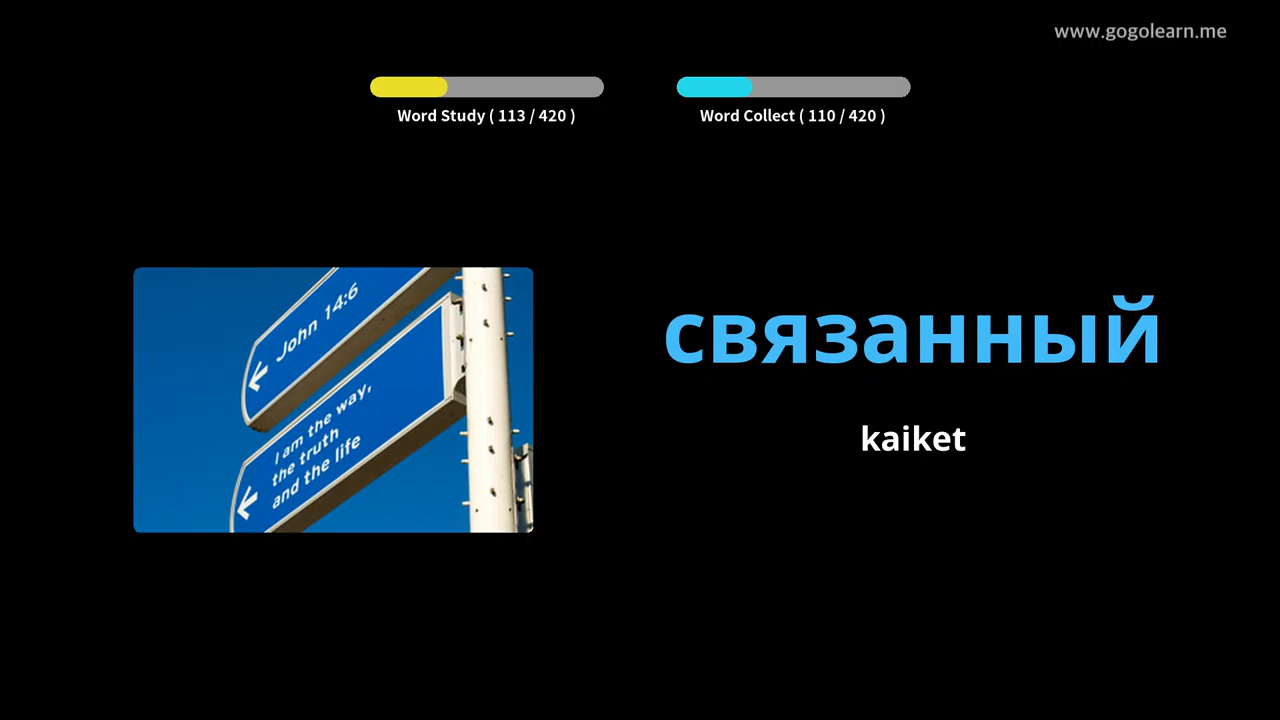 www.gogolearn.me
Word Study ( 113 / 420 )
Word Collect ( 110 / 420 )
John 14:6
I am the way,
the truth
and the life
связанный
kaiket